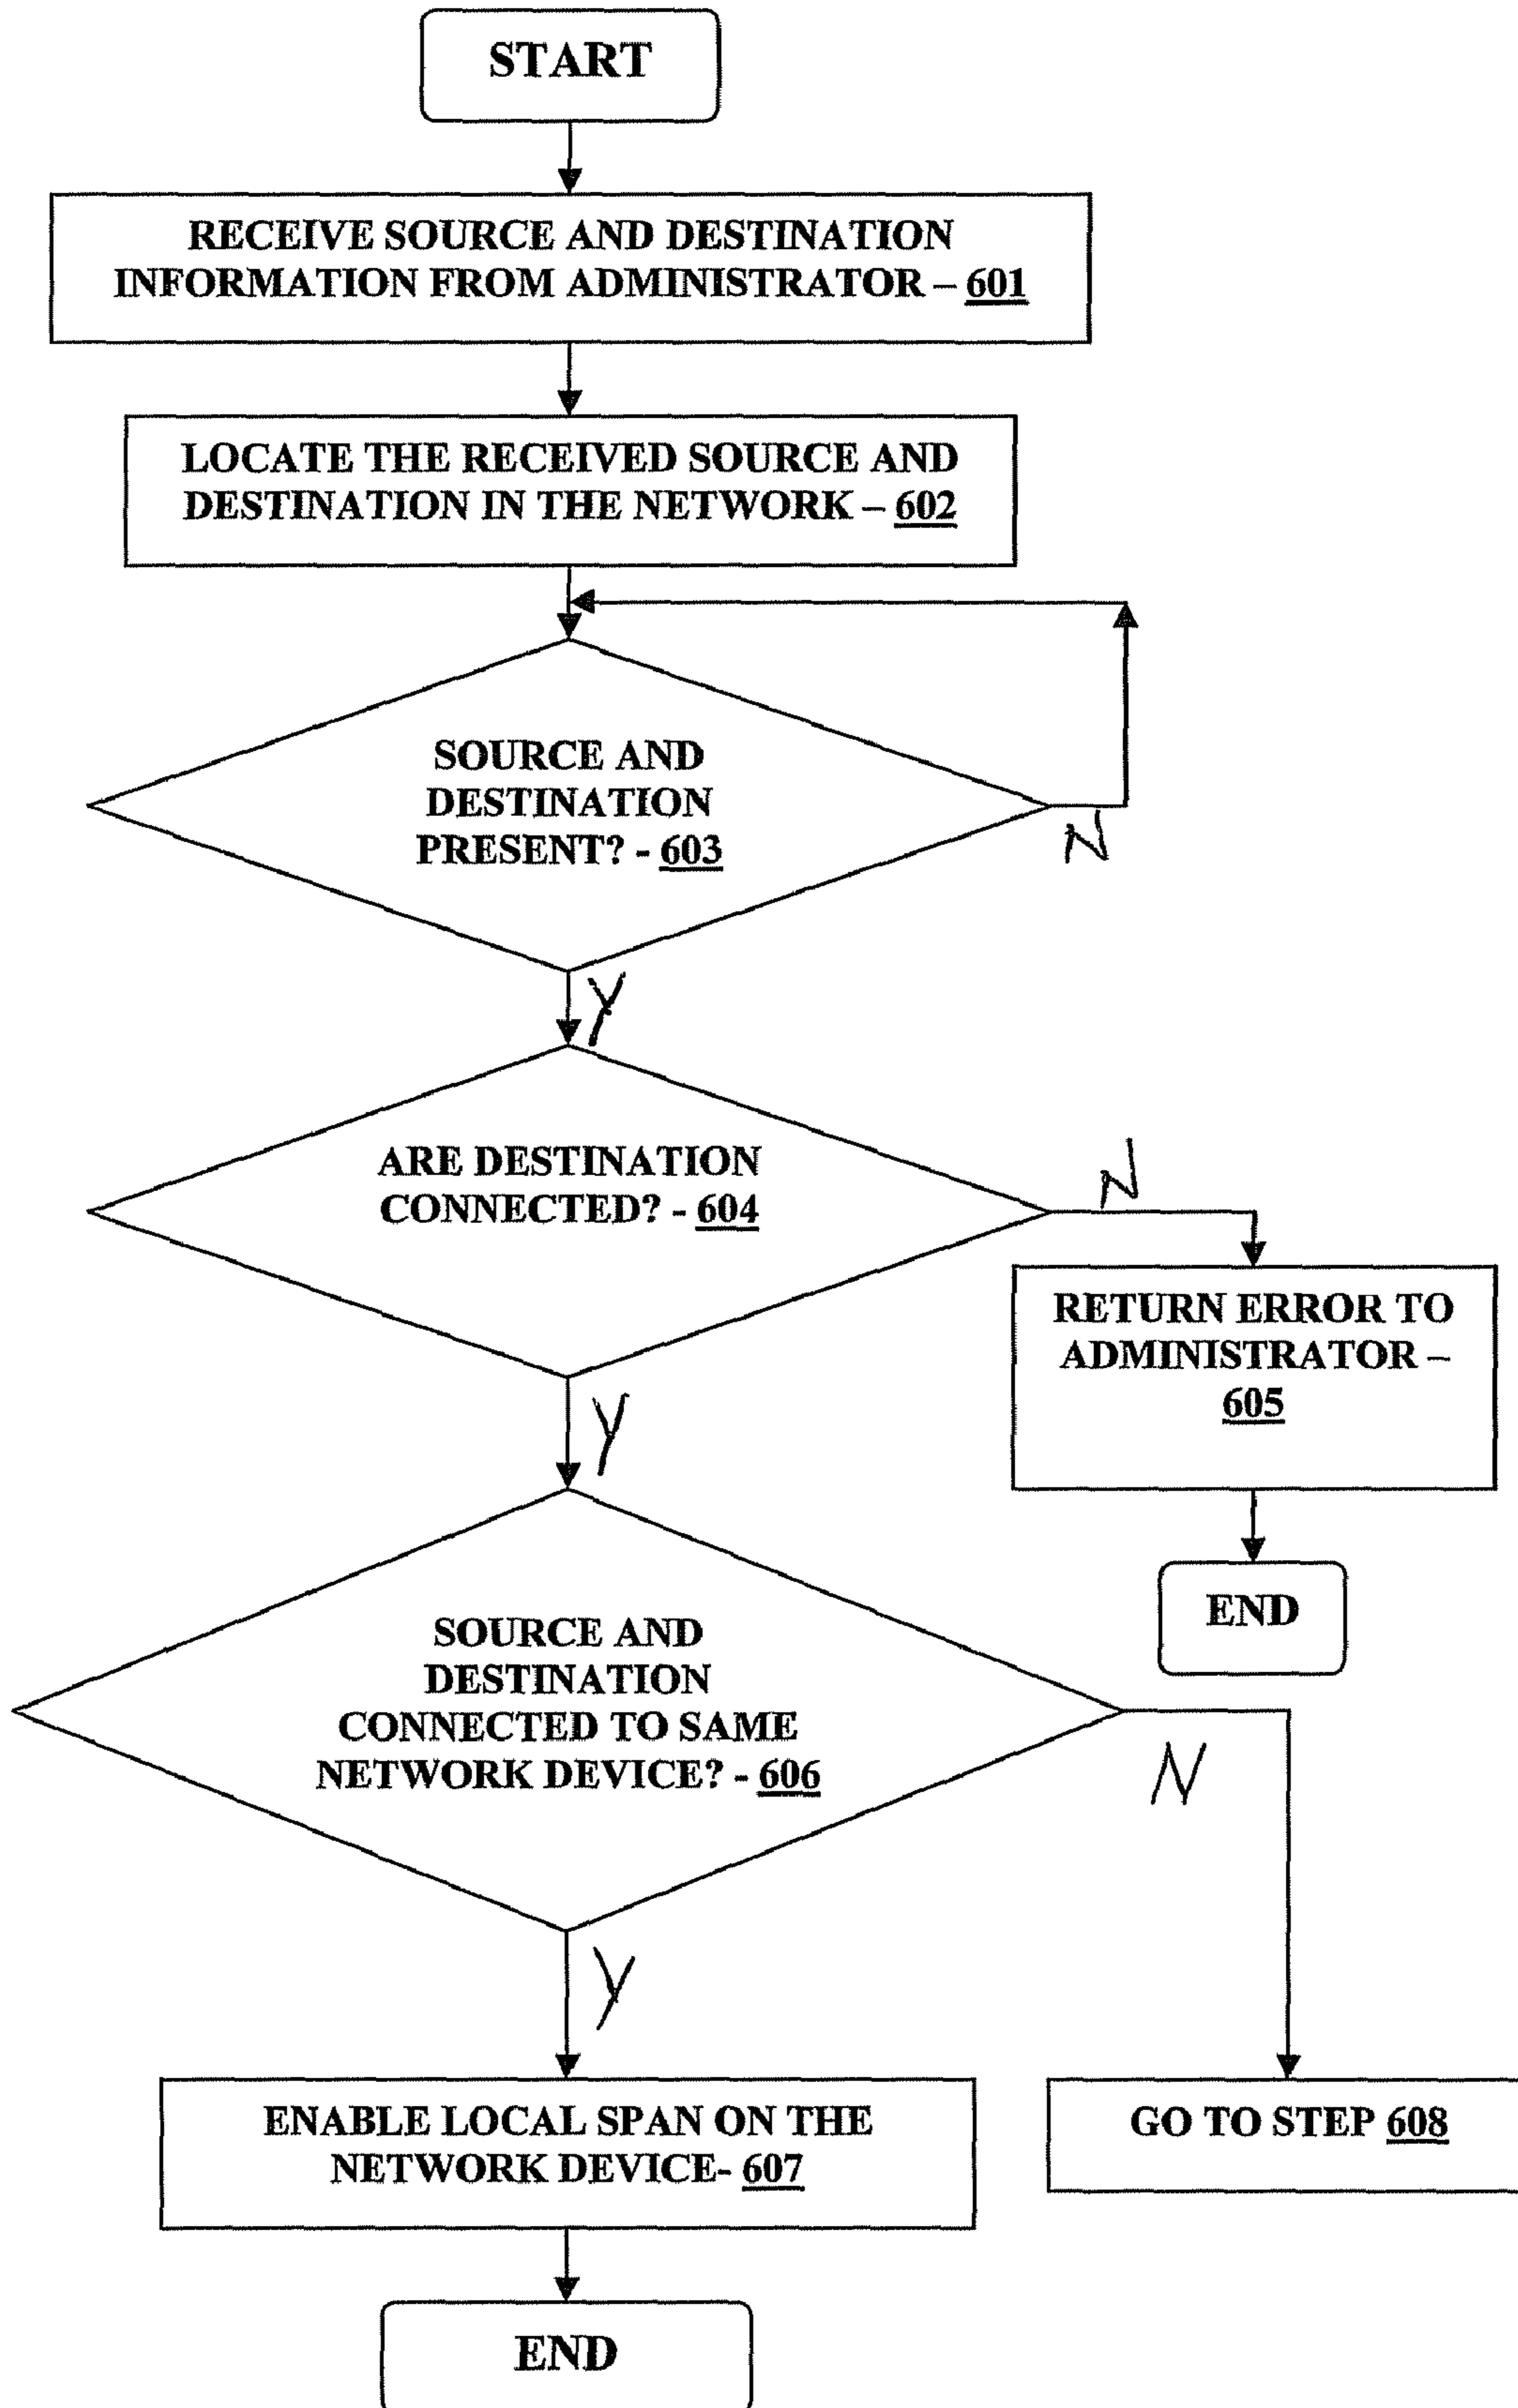 START
RECEIVE SOURCE AND DESTINATION
INFORMATION FROM ADMINISTRATOR – 601
LOCATE THE RECEIVED SOURCE AND
DESTINATION IN THE NETWORK – 602
SOURCE AND
DESTINATION
PRESENT? - 603
N
Y
ARE DESTINATION
CONNECTED? - 604
N
RETURN ERROR TO
ADMINISTRATOR –
605
END
Y
SOURCE AND
DESTINATION
CONNECTED TO SAME
NETWORK DEVICE? - 606
N
Y
ENABLE LOCAL SPAN ON THE
NETWORK DEVICE- 607
GO TO STEP 608
END